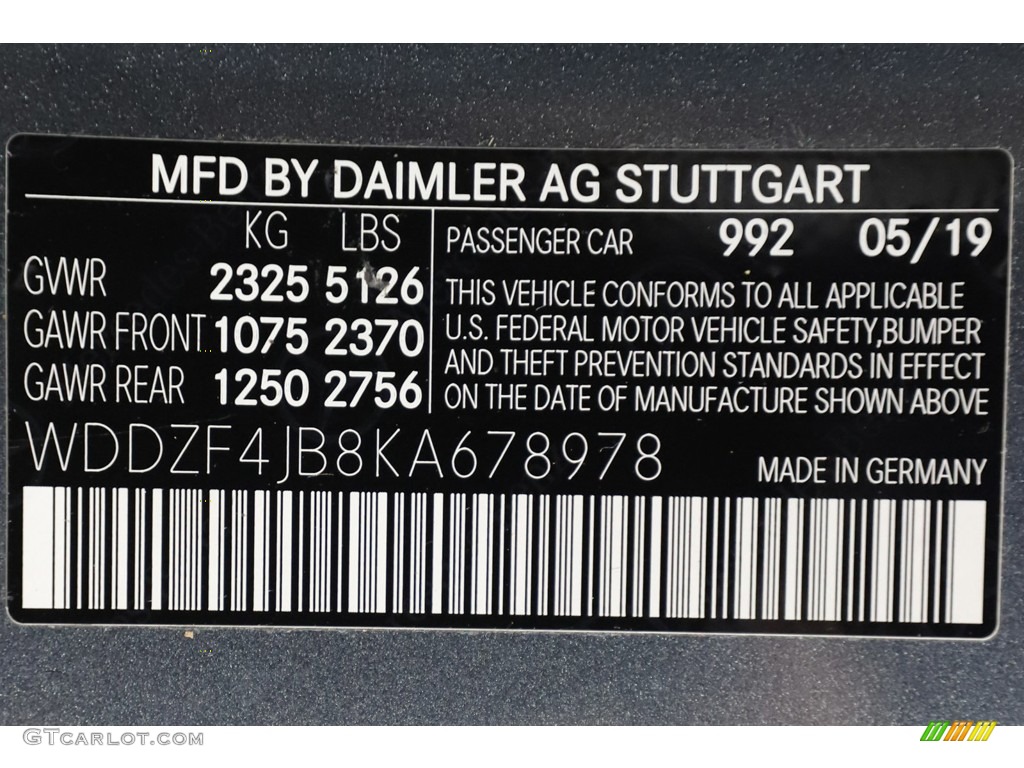 MFD BY DAIMLER AG STUTTGART
KG LBS
GVWR 2325 5126
GAWR FRONT 1075 2370
GAWR REAR 1250 2756
PASSENGER CAR 992 05/19
THIS VEHICLE CONFORMS TO ALL APPLICABLE
U.S. FEDERAL MOTOR VEHICLE SAFETY,BUMPER
AND THEFT PREVENTION STANDARDS IN EFFECT
ON THE DATE OF MANUFACTURE SHOWN ABOVE
WDDZF4JB8KA678978
MADE IN GERMANY
GTcarlot.com